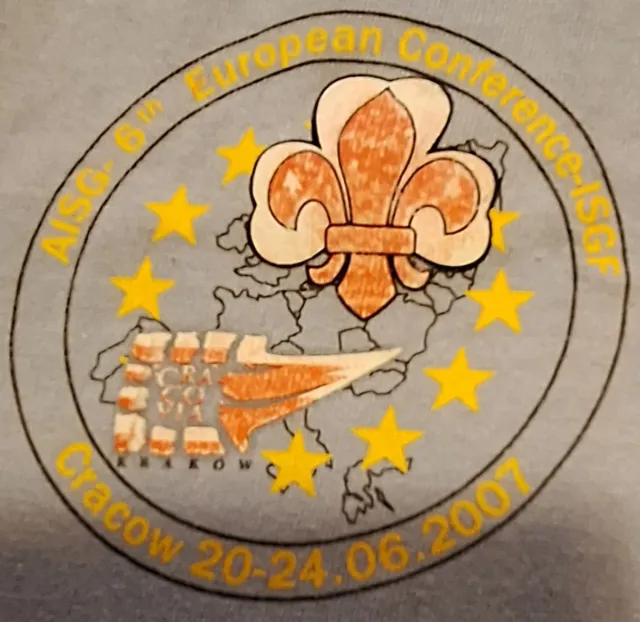 AISG- 6th European Conference-ISGF
CRA
CO
VIA
KRAKOW
Cracow 20-24.06.2007